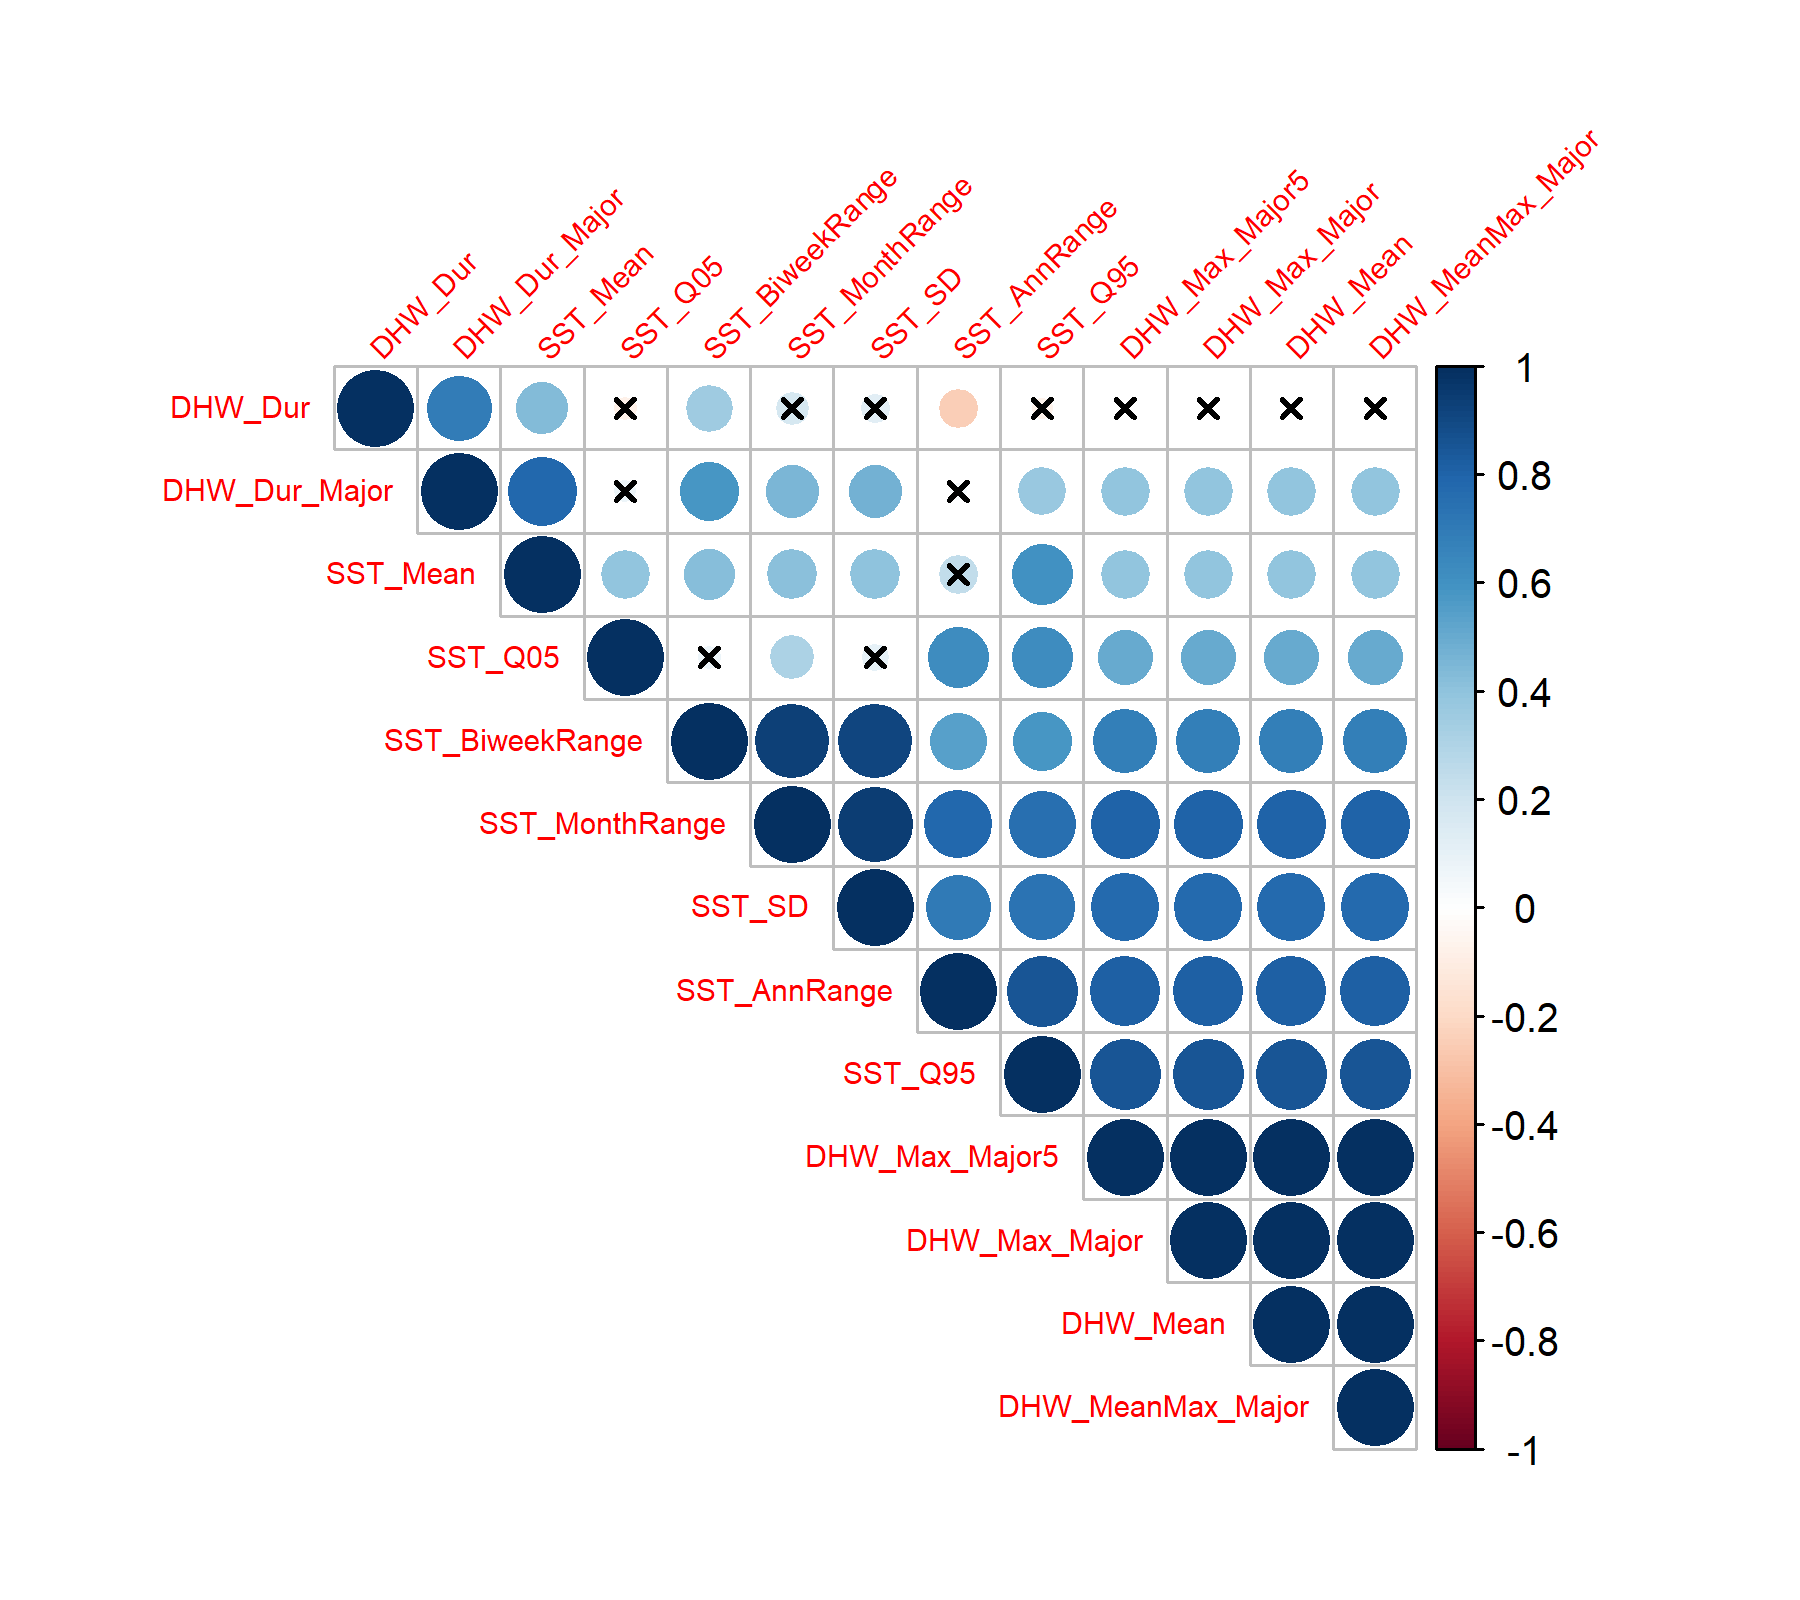 DHW_Dur
DHW_Dur_Major
SST_Mean
SST_Q05
SST_BiweekRange
SST_MonthRange
SST_SD
SST_AnnRange
SST_Q95
DHW_Max_Major5
DHW_Max_Major
DHW_Mean
DHW_MeanMax_Major
DHW_Dur
DHW_Dur_Major
SST_Mean
SST_Q05
SST_BiweekRange
SST_MonthRange
SST_SD
SST_AnnRange
SST_Q95
DHW_Max_Major5
DHW_Max_Major
DHW_Mean
DHW_MeanMax_Major
1
0.8
0.6
0.4
0.2
0
-0.2
-0.4
-0.6
-0.8
-1